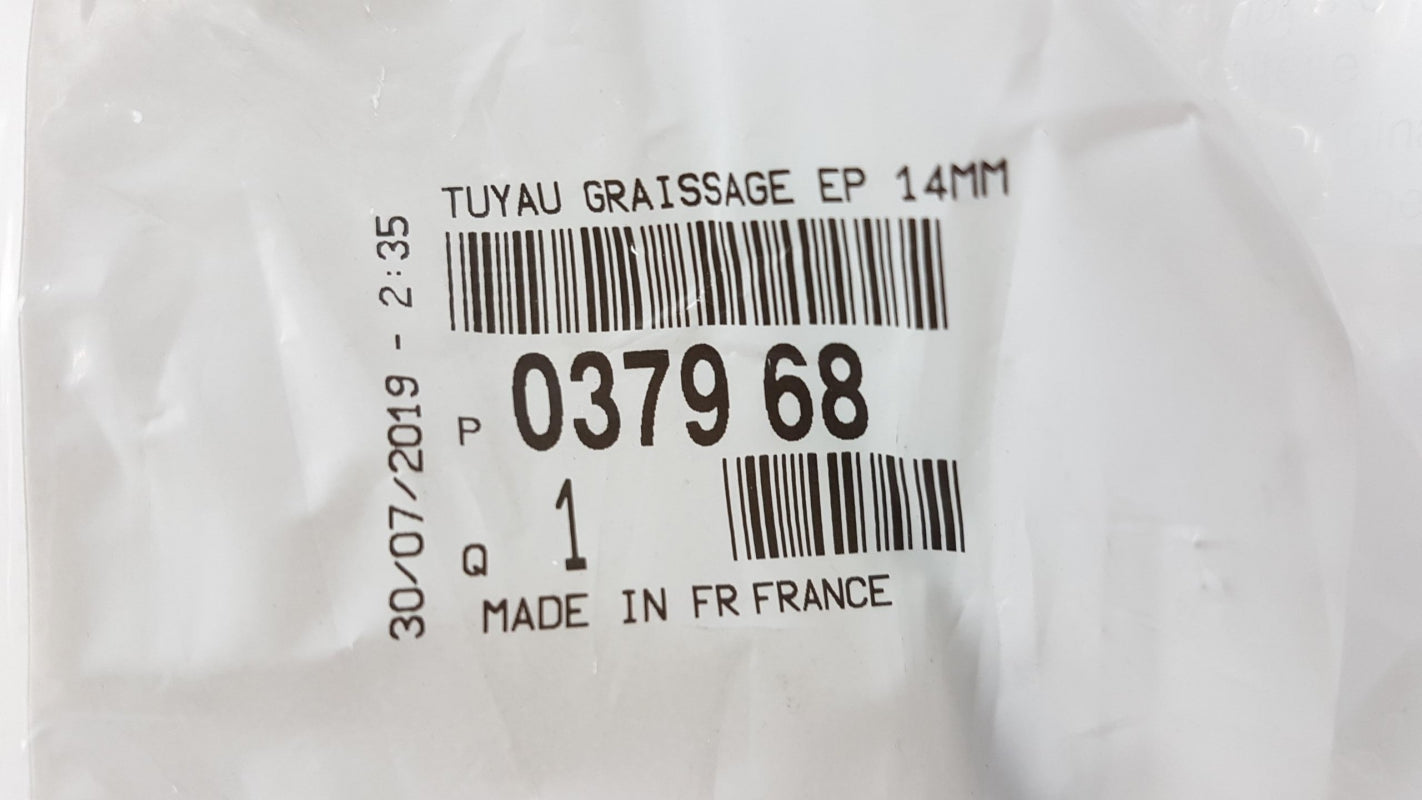 TUYAU GRAISSAGE EP 14MM
30/07/2019 - 2:35
P 0379 68
Q 1
MADE IN FR FRANCE